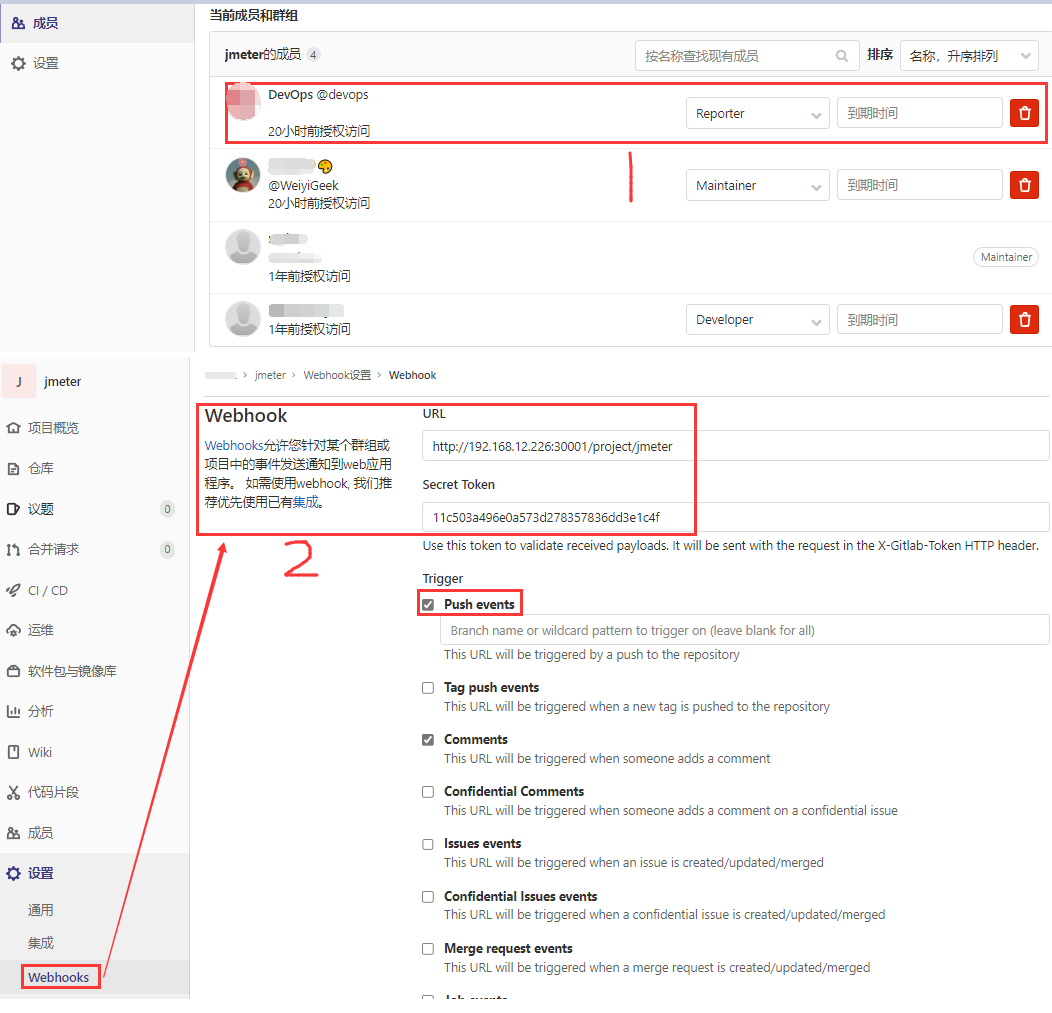 成员
设置
当前成员和群组
jmeter的成员 4
按名称查找现有成员
排序
名称，升序排列
DevOps @devops
20小时前授权访问
Reporter
到期时间
1
@WeiyiGeek
20小时前授权访问
Maintainer
到期时间
1年前授权访问
Maintainer
1年前授权访问
Developer
到期时间
J jmeter
项目概览
仓库
议题 0
合并请求 0
CI / CD
运维
软件包与镜像库
分析
Wiki
代码片段
成员
设置
通用
集成
Webhooks
› jmeter › Webhook设置 › Webhook
Webhook
Webhooks允许您针对某个群组或
项目中的事件发送通知到web应用
程序。 如需使用webhook, 我们推
荐优先使用已有集成。
2
URL
http://192.168.12.226:30001/project/jmeter
Secret Token
11c503a496e0a573d278357836dd3e1c4f
Use this token to validate received payloads. It will be sent with the request in the X-Gitlab-Token HTTP header.
Trigger
Push events
Branch name or wildcard pattern to trigger on (leave blank for all)
This URL will be triggered by a push to the repository
Tag push events
This URL will be triggered when a new tag is pushed to the repository
Comments
This URL will be triggered when someone adds a comment
Confidential Comments
This URL will be triggered when someone adds a comment on a confidential issue
Issues events
This URL will be triggered when an issue is created/updated/merged
Confidential Issues events
This URL will be triggered when a confidential issue is created/updated/merged
Merge request events
This URL will be triggered when a merge request is created/updated/merged